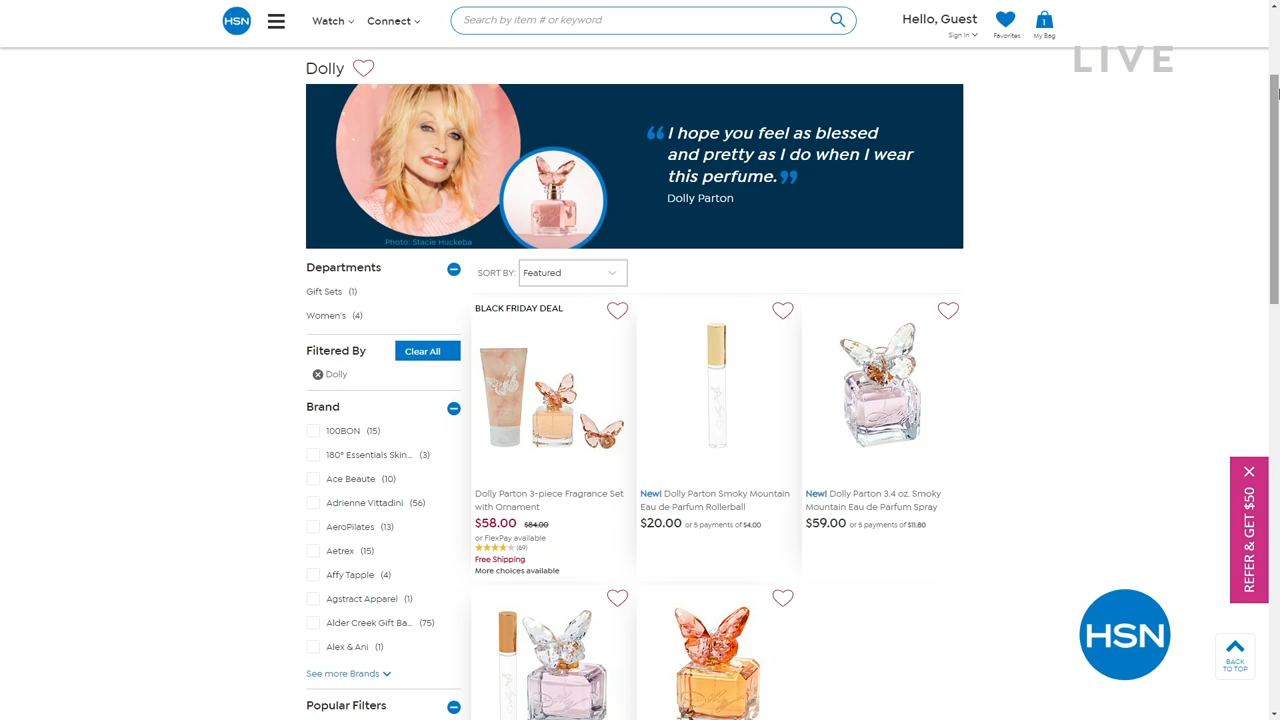 HSN
Watch
Connect
Search by item # or keyword
Hello, Guest
Sign In
Favorites
1
My Bag
LIVE
Dolly
“ I hope you feel as blessed
and pretty as I do when I wear
this perfume. ”
Dolly Parton
Photo: Stacie Huckeba
Departments
Gift Sets (1)
Women's (4)
Filtered By
Clear All
Dolly
Brand
100BON (15)
180° Essentials Skin... (3)
Ace Beaute (10)
Adrienne Vittadini (56)
AeroPilates (13)
Aetrex (15)
Affy Tapple (4)
Agstract Apparel (1)
Alder Creek Gift Ba... (75)
Alex & Ani (1)
See more Brands
Popular Filters
SORT BY: Featured
BLACK FRIDAY DEAL
Dolly Parton 3-piece Fragrance Set
with Ornament
$58.00 $84.00
or FlexPay available
(69)
Free Shipping
More choices available
New! Dolly Parton Smoky Mountain
Eau de Parfum Rollerball
$20.00 or 5 payments of $4.00
New! Dolly Parton 3.4 oz. Smoky
Mountain Eau de Parfum Spray
$59.00 or 5 payments of $11.80
REFER & GET $50
HSN
BACK
TO TOP